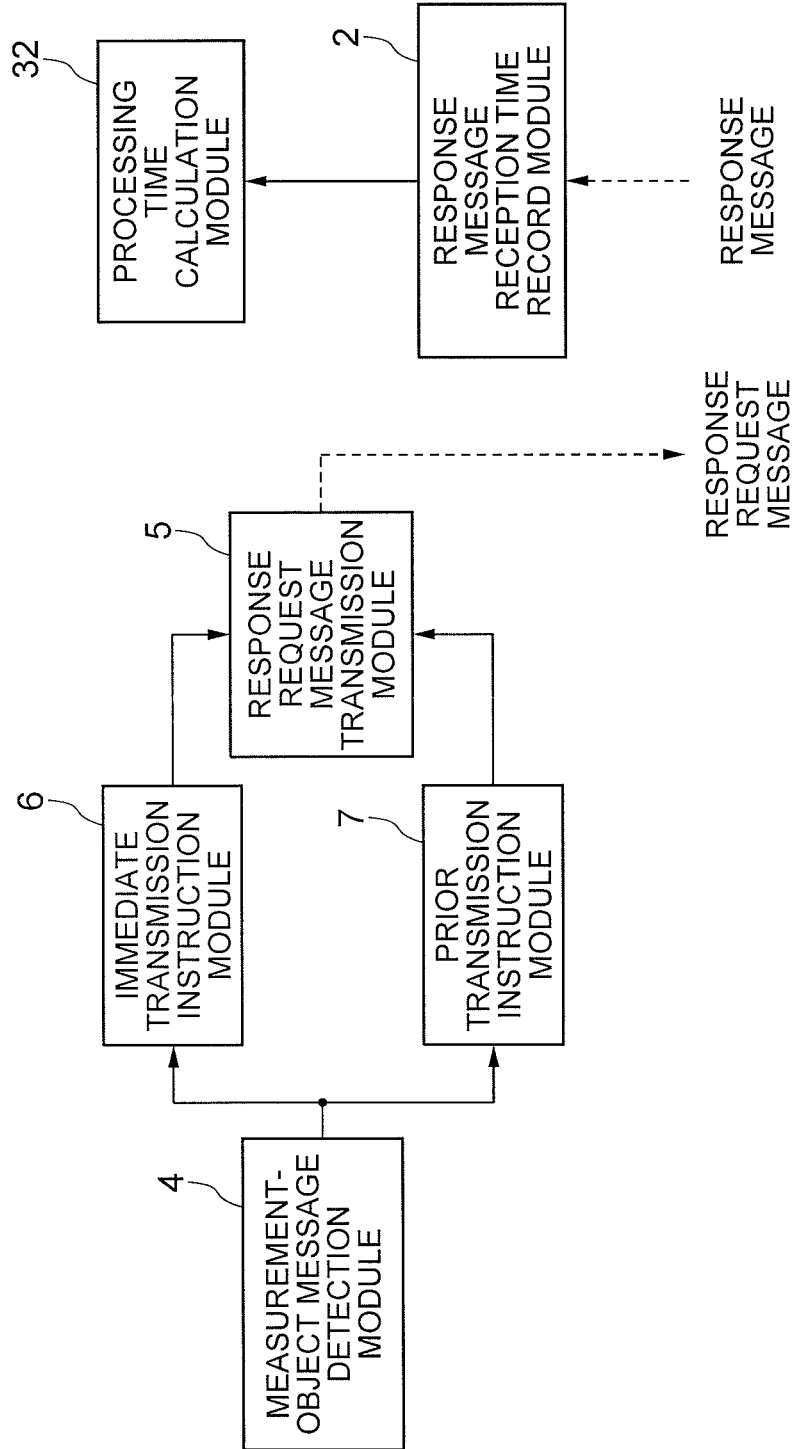 4
MEASUREMENT-
OBJECT MESSAGE
DETECTION
MODULE
6
IMMEDIATE
TRANSMISSION
INSTRUCTION
MODULE
7
PRIOR
TRANSMISSION
INSTRUCTION
MODULE
5
RESPONSE
REQUEST
MESSAGE
TRANSMISSION
MODULE
RESPONSE
REQUEST
MESSAGE
32
PROCESSING
TIME
CALCULATION
MODULE
2
RESPONSE
MESSAGE
RECEPTION TIME
RECORD MODULE
RESPONSE
MESSAGE